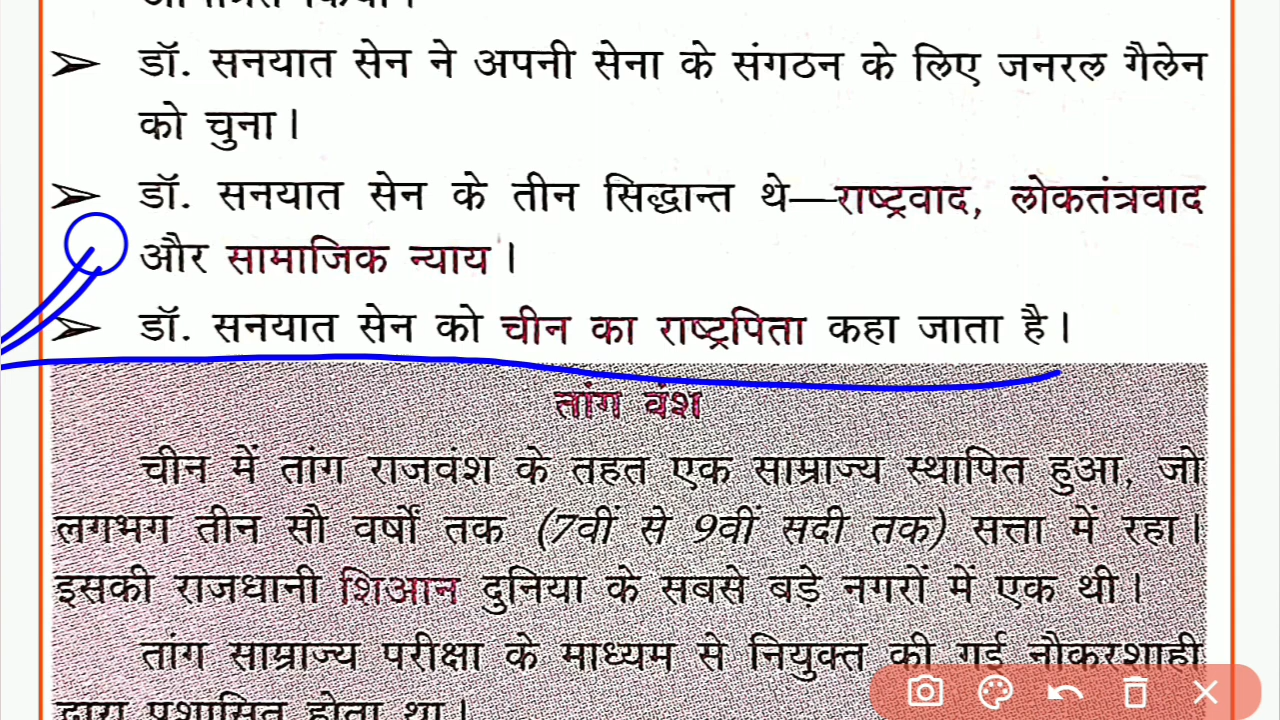 ➢ डॉ. सनयात सेन ने अपनी सेना के संगठन के लिए जनरल गैलेन
को चुना।
➢ डॉ. सनयात सेन के तीन सिद्धान्त थे—राष्ट्रवाद, लोकतंत्रवाद
और सामाजिक न्याय।
➢ डॉ. सनयात सेन को चीन का राष्ट्रपिता कहा जाता है।
तांग वंश
चीन में तांग राजवंश के तहत एक साम्राज्य स्थापित हुआ, जो
लगभग तीन सौ वर्षों तक (7वीं से 9वीं सदी तक) सत्ता में रहा।
इसकी राजधानी शिआन दुनिया के सबसे बड़े नगरों में एक थी।
तांग साम्राज्य परीक्षा के माध्यम से नियुक्त की गई नौकरशाही
द्वारा प्रशासित होता था।